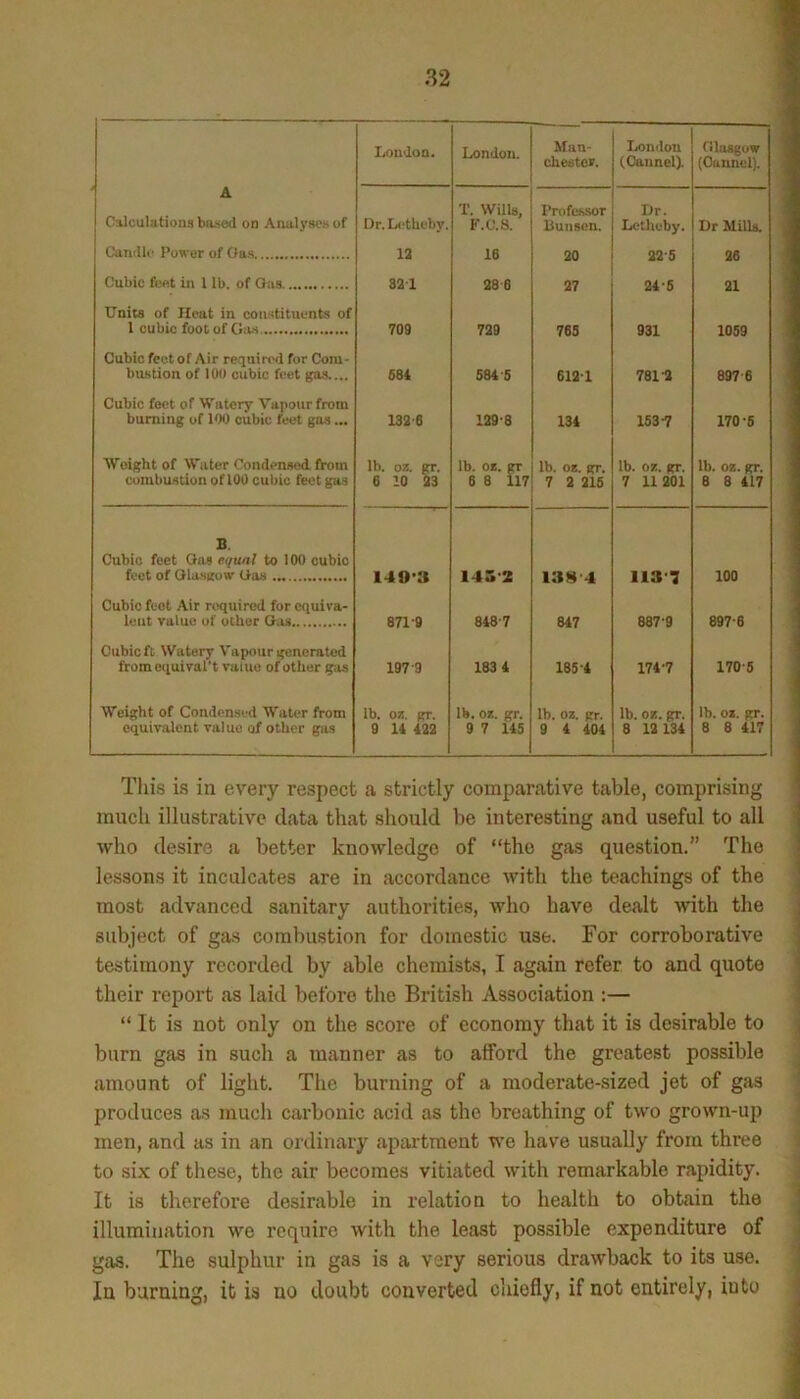 32
London. London. Man- London Glasgow
chester. (Cannel). (Cannel).
A
Calculations based on Analyses of Dr. Letheby. T. Wills, F.C.S. Professor Bunsen. Dr. Letheby. Dr Mills.
Candle Power of Gas 12 16 20 22·5 26
Cubic feet in 1 lb. of Gas 32·1 28·6 27 24·5 21
Units of Heat in constituents of
1 cubic foot of Gas 709 729 765 931 1059
Cubic feet of Air required for Com-
bustion of 100 cubic feet gas.... 584 584·5 612·1 781·2 897·6
Cubic feet of Watery Vapour from
burning of 100 cubic feet gas ... 132·6 129·8 134 153·7 170·5
Weight of Water Condensed from lb. oz. gr. lb. oz. gr lb. oz. gr. lb. oz. gr. lb. oz. gr.
combustion of 100 cubic feet gas 6 10 23 6 8 117 7 2 215 7 11 201 8 8 417
B.
Cubic feet Gas equal to 100 cubic
feet of Glasgow Gas ... 149·3 145·2 138·4 113·7 100
Cubic feet Air required for equiva-
lent value of other Gas 871·9 848·7 847 887·9 897·6
Cubic ft Watery Vapour generated
from equival't value of other gas 197·9 183·4 185·4 174·7 170·5
Weight of Condensed Water from lb. oz. gr. lb. oz. gr. lb. oz. gr. lb. oz. gr. lb. oz. gr.
equivalent value of other gas 9 14 422 9 7 145 9 4 404 8 12 134 8 8 417
This is in every respect a strictly comparative table, comprising
much illustrative data that should be interesting and useful to all
who desire a better knowledge of “the gas question.” The
lessons it inculcates are in accordance with the teachings of the
most advanced sanitary authorities, who have dealt with the
subject of gas combustion for domestic use. For corroborative
testimony recorded by able chemists, I again refer to and quote
their report as laid before the British Association :—
“ It is not only on the score of economy that it is desirable to
burn gas in such a manner as to afford the greatest possible
amount of light. The burning of a moderate-sized jet of gas
produces as much carbonic acid as the breathing of two grown-up
men, and as in an ordinary apartment we have usually from three
to six of these, the air becomes vitiated with remarkable rapidity.
It is therefore desirable in relation to health to obtain the
illumination we require with the least possible expenditure of
gas. The sulphur in gas is a very serious drawback to its use.
In burning, it is no doubt converted chiefly, if not entirely, into